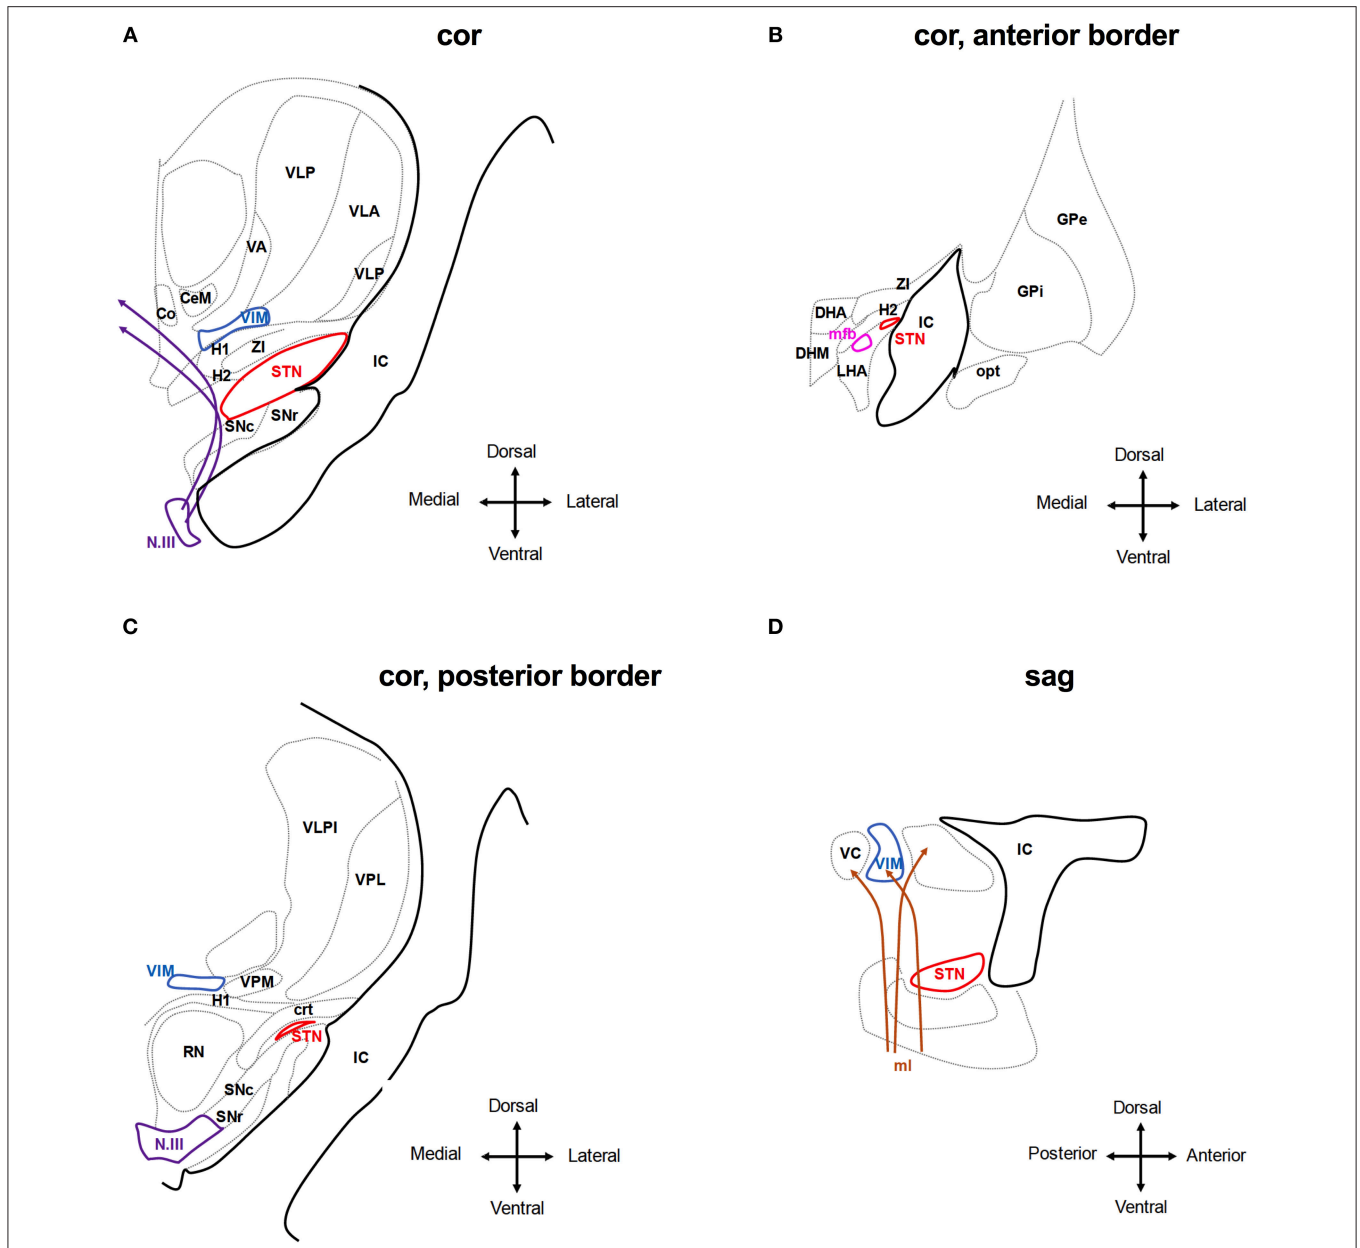 A
cor
VLP
VLA
VA
VLP
CeM
Co
VIM
H1
ZI
IC
H2
STN
SNc
SNr
N.III
Dorsal
Medial
Lateral
Ventral
B
cor, anterior border
GPe
ZI
GPi
DHA
H2
IC
mfb
STN
DHM
LHA
opt
Dorsal
Medial
Lateral
Ventral
C
cor, posterior border
VLPI
VPL
VIM
VPM
H1
crt
STN
RN
IC
SNc
SNr
N.III
Dorsal
Medial
Lateral
Ventral
D
sag
VC
VIM
IC
STN
ml
Dorsal
Posterior
Anterior
Ventral